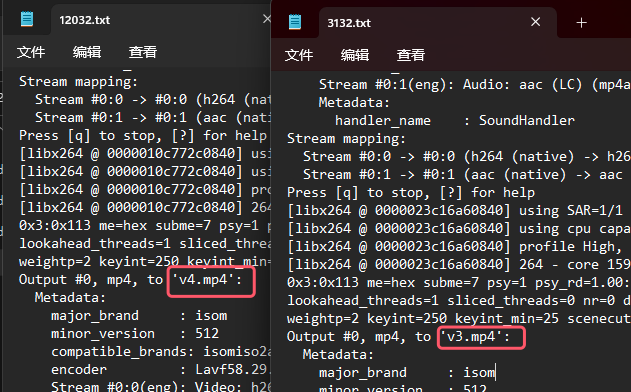 12032.txt
文件 编辑 查看
Stream mapping:
Stream #0:0 -> #0:0 (h264 (nati
Stream #0:1 -> #0:1 (aac (nativ
Press [q] to stop, [?] for help
[libx264 @ 0000010c772c0840] usi
[libx264 @ 0000010c772c0840] usi
[libx264 @ 0000010c772c0840] pro
[libx264 @ 0000010c772c0840] 264
0x3:0x113 me=hex subme=7 psy=1 p
lookahead_threads=1 sliced_threa
weightp=2 keyint=250 keyint_min=
Output #0, mp4, to 'v4.mp4':
Metadata:
major_brand : isom
minor_version : 512
compatible_brands: isomiso2a
encoder : Lavf58.29.
Stream #0:0(eng): Video: h26
3132.txt
文件 编辑 查看
Stream #0:1(eng): Audio: aac (LC) (mp4a
Metadata:
handler_name : SoundHandler
Stream mapping:
Stream #0:0 -> #0:0 (h264 (native) -> h26
Stream #0:1 -> #0:1 (aac (native) -> aac
Press [q] to stop, [?] for help
[libx264 @ 0000023c16a60840] using SAR=1/1
[libx264 @ 0000023c16a60840] using cpu capa
[libx264 @ 0000023c16a60840] profile High,
[libx264 @ 0000023c16a60840] 264 - core 159
0x3:0x113 me=hex subme=7 psy=1 psy_rd=1.00:
lookahead_threads=1 sliced_threads=0 nr=0 d
weightp=2 keyint=250 keyint_min=25 scenecut
Output #0, mp4, to 'v3.mp4':
Metadata:
major_brand : isom
minor_version : 512